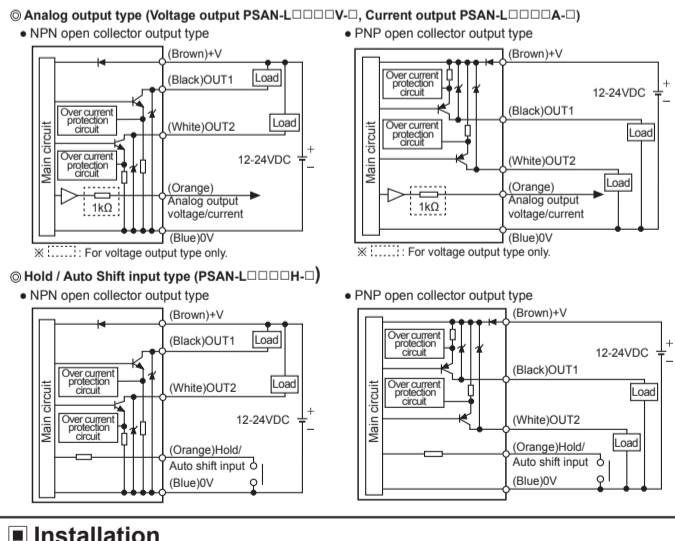 ◎ Analog output type (Voltage output PSAN-L□□□□V-□, Current output PSAN-L□□□□A-□)
● NPN open collector output type
Main circuit
Over current
protection
circuit
Over current
protection
circuit
1kΩ
(Brown)+V
(Black)OUT1
Load
(White)OUT2
Load
12-24VDC
+
−
(Orange)
Analog output
voltage/current
(Blue)0V
※ : For voltage output type only.
● PNP open collector output type
Main circuit
Over current
protection
circuit
Over current
protection
circuit
1kΩ
(Brown)+V
12-24VDC
+
−
(Black)OUT1
Load
(White)OUT2
Load
(Orange)
Analog output
voltage/current
(Blue)0V
※ : For voltage output type only.
◎ Hold / Auto Shift input type (PSAN-L□□□□H-□)
● NPN open collector output type
Main circuit
Over current
protection
circuit
Over current
protection
circuit
(Brown)+V
(Black)OUT1
Load
(White)OUT2
Load
12-24VDC
+
−
(Orange)Hold/
Auto shift input
(Blue)0V
● PNP open collector output type
Main circuit
Over current
protection
circuit
Over current
protection
circuit
(Brown)+V
12-24VDC
+
−
(Black)OUT1
Load
(White)OUT2
Load
(Orange)Hold/
Auto shift input
(Blue)0V
■ Installation